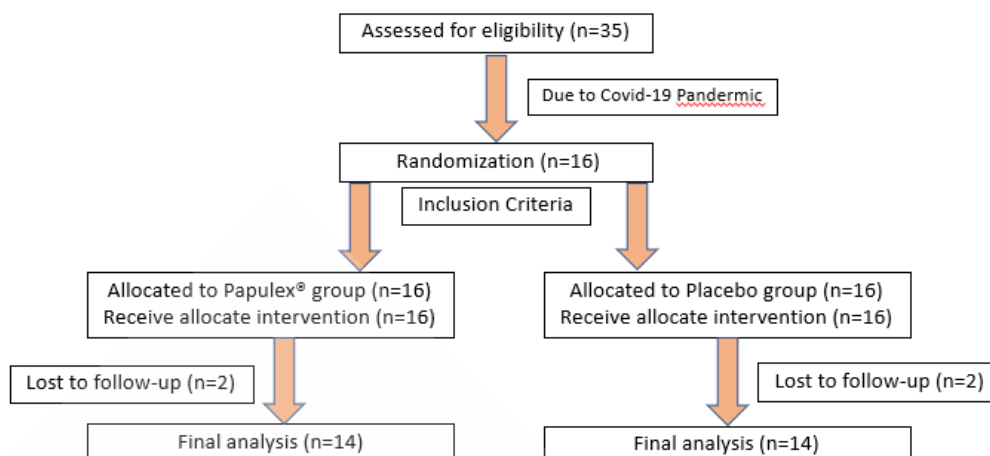 Assessed for eligibility (n=35)
Due to Covid-19 Pandermic
Randomization (n=16)
Inclusion Criteria
Allocated to Papulex® group (n=16)
Receive allocate intervention (n=16)
Allocated to Placebo group (n=16)
Receive allocate intervention (n=16)
Lost to follow-up (n=2)
Lost to follow-up (n=2)
Final analysis (n=14)
Final analysis (n=14)